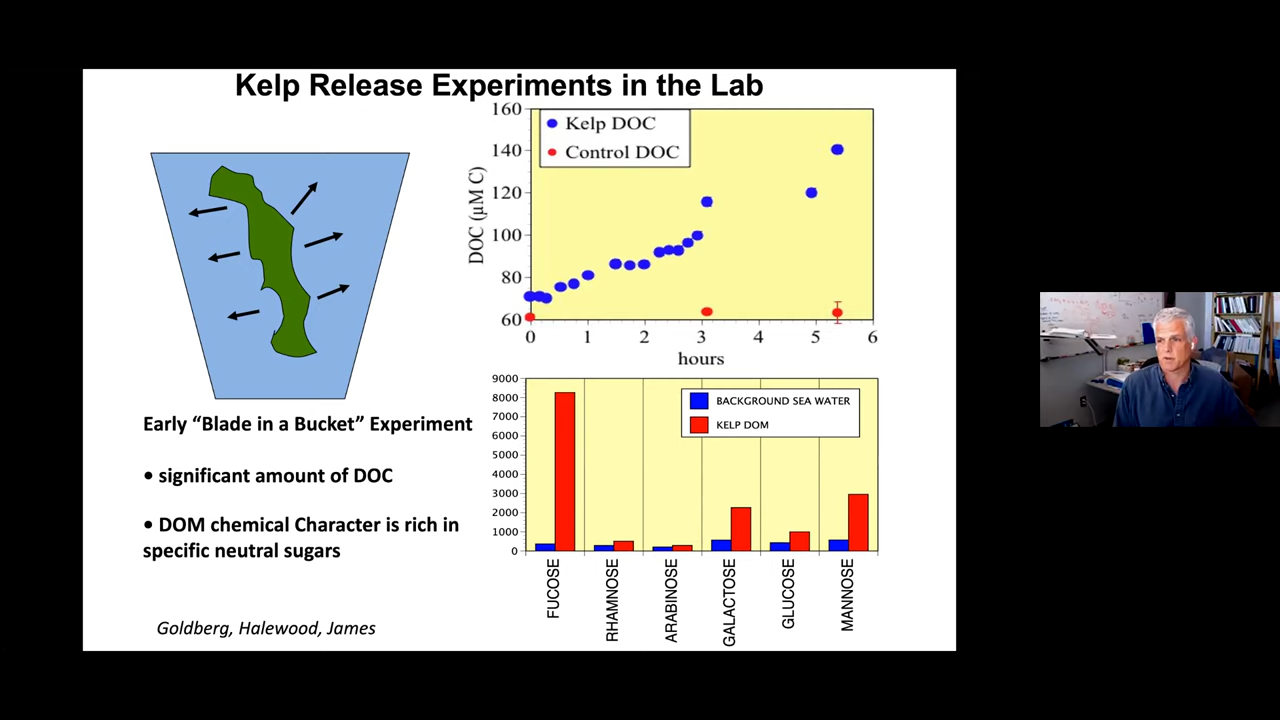 Kelp Release Experiments in the Lab
160
140
120
100
80
60
DOC (µM C)
Kelp DOC
Control DOC
0 1 2 3 4 5 6
hours
Early “Blade in a Bucket” Experiment
• significant amount of DOC
• DOM chemical Character is rich in
specific neutral sugars
Goldberg, Halewood, James
9000
8000
7000
6000
5000
4000
3000
2000
1000
0
BACKGROUND SEA WATER
KELP DOM
FUCOSE
RHAMNOSE
ARABINOSE
GALACTOSE
GLUCOSE
MANNOSE